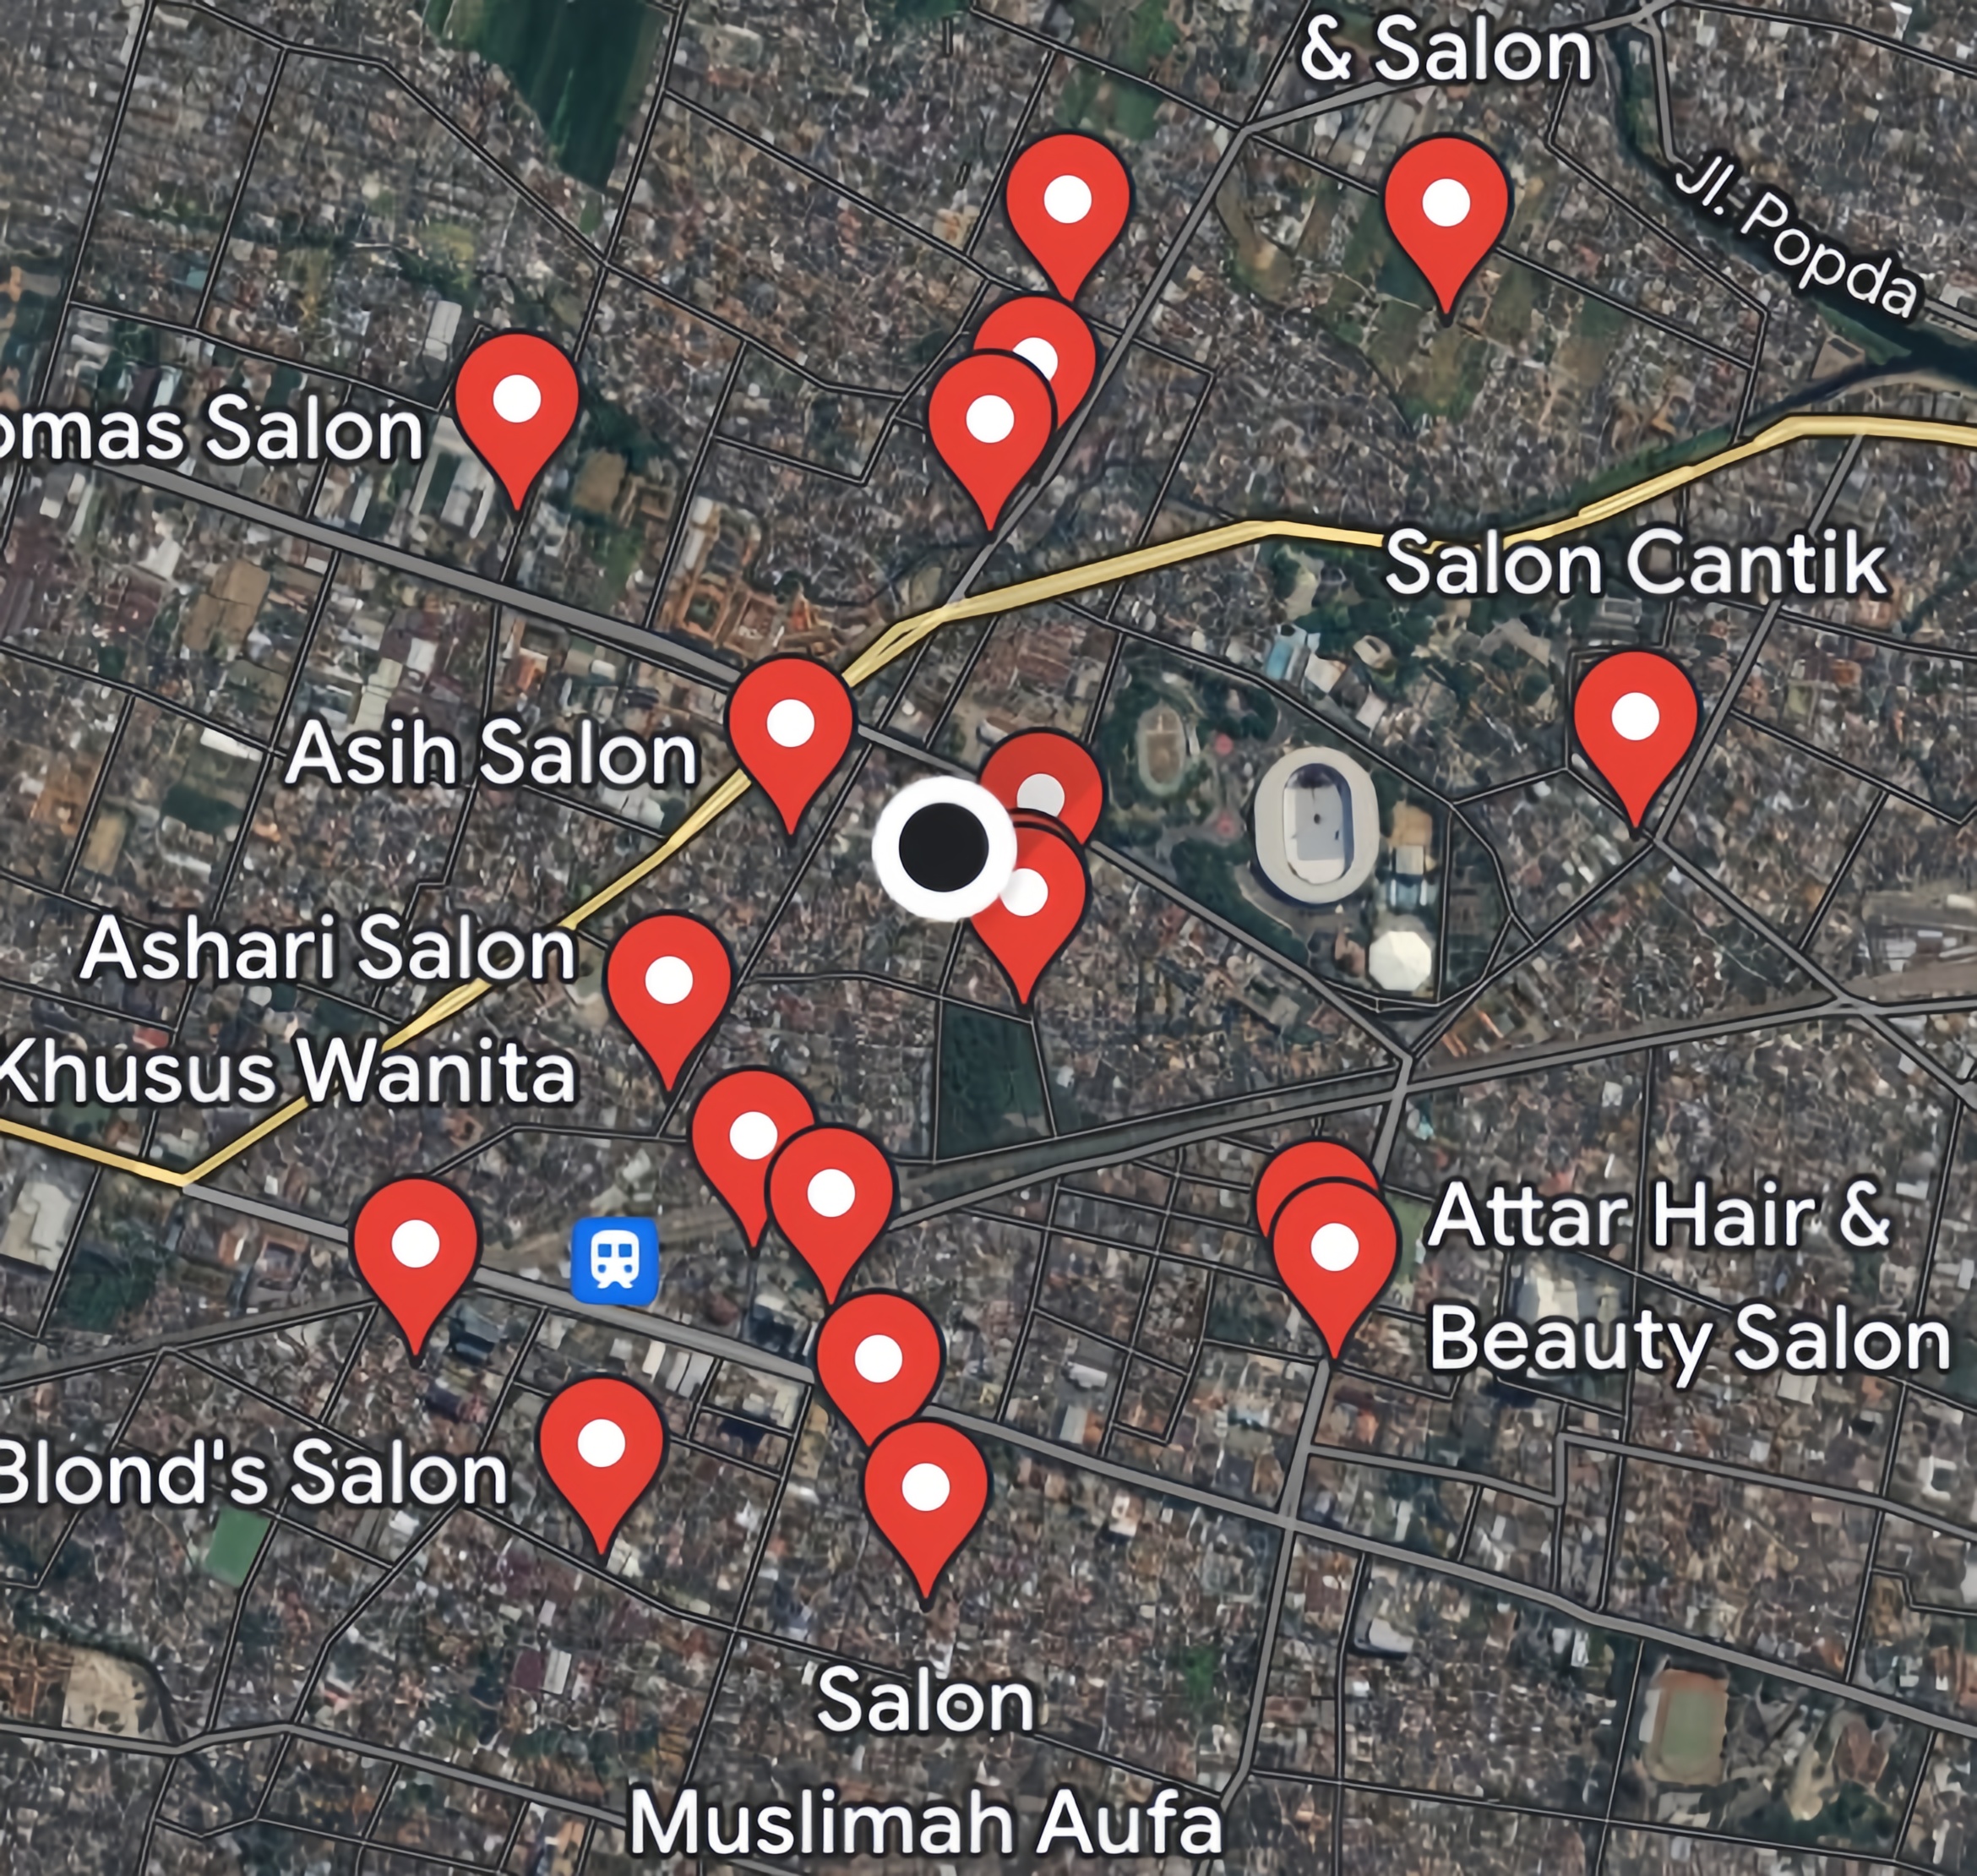 & Salon
Jl. Popda
omas Salon
Salon Cantik
Asih Salon
Ashari Salon
Khusus Wanita
Attar Hair &
Beauty Salon
Blond's Salon
Salon
Muslimah Aufa